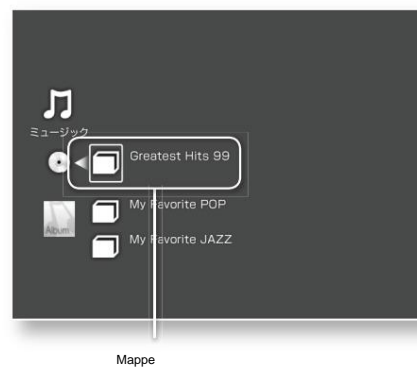 ミュージック
Greatest Hits 99
My Favorite POP
Album
My Favorite JAZZ
Mappe